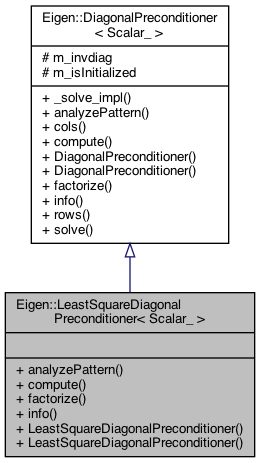 Eigen::DiagonalPreconditioner
< Scalar_ >
# m_invdiag
# m_isInitialized
+ _solve_impl()
+ analyzePattern()
+ cols()
+ compute()
+ DiagonalPreconditioner()
+ DiagonalPreconditioner()
+ factorize()
+ info()
+ rows()
+ solve()
Eigen::LeastSquareDiagonal
Preconditioner< Scalar_ >
+ analyzePattern()
+ compute()
+ factorize()
+ info()
+ LeastSquareDiagonalPreconditioner()
+ LeastSquareDiagonalPreconditioner()